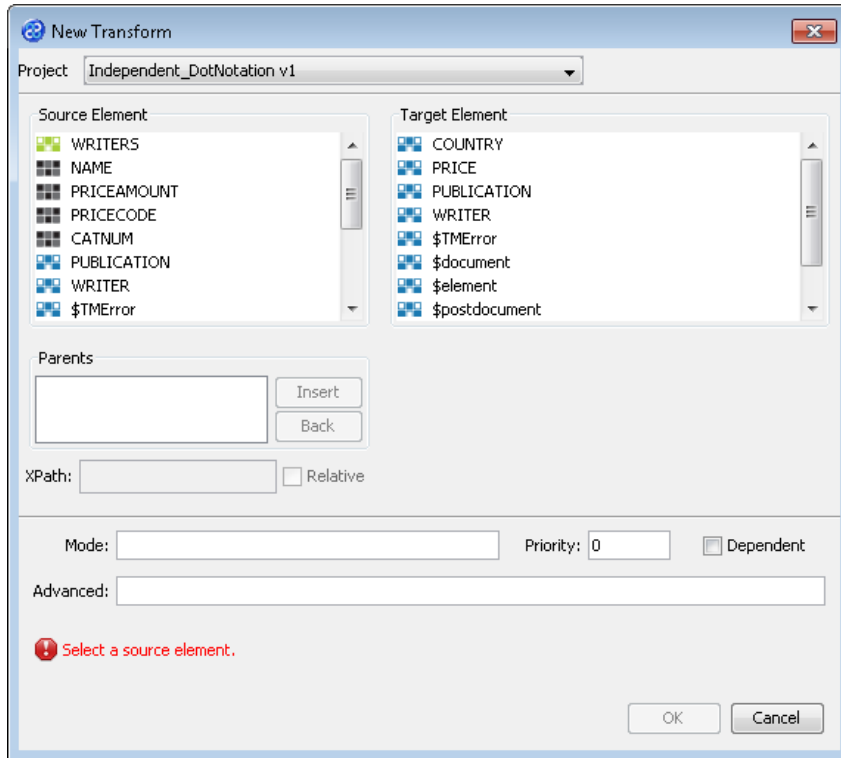 New Transform
Project Independent_DotNotation v1
Source Element
WRITERS
NAME
PRICEAMOUNT
PRICECODE
CATNUM
PUBLICATION
WRITER
$TMError
Target Element
COUNTRY
PRICE
PUBLICATION
WRITER
$TMError
$document
$element
$postdocument
Parents
Insert
Back
XPath: Relative
Mode: Priority: 0 Dependent
Advanced:
Select a source element.
OK Cancel